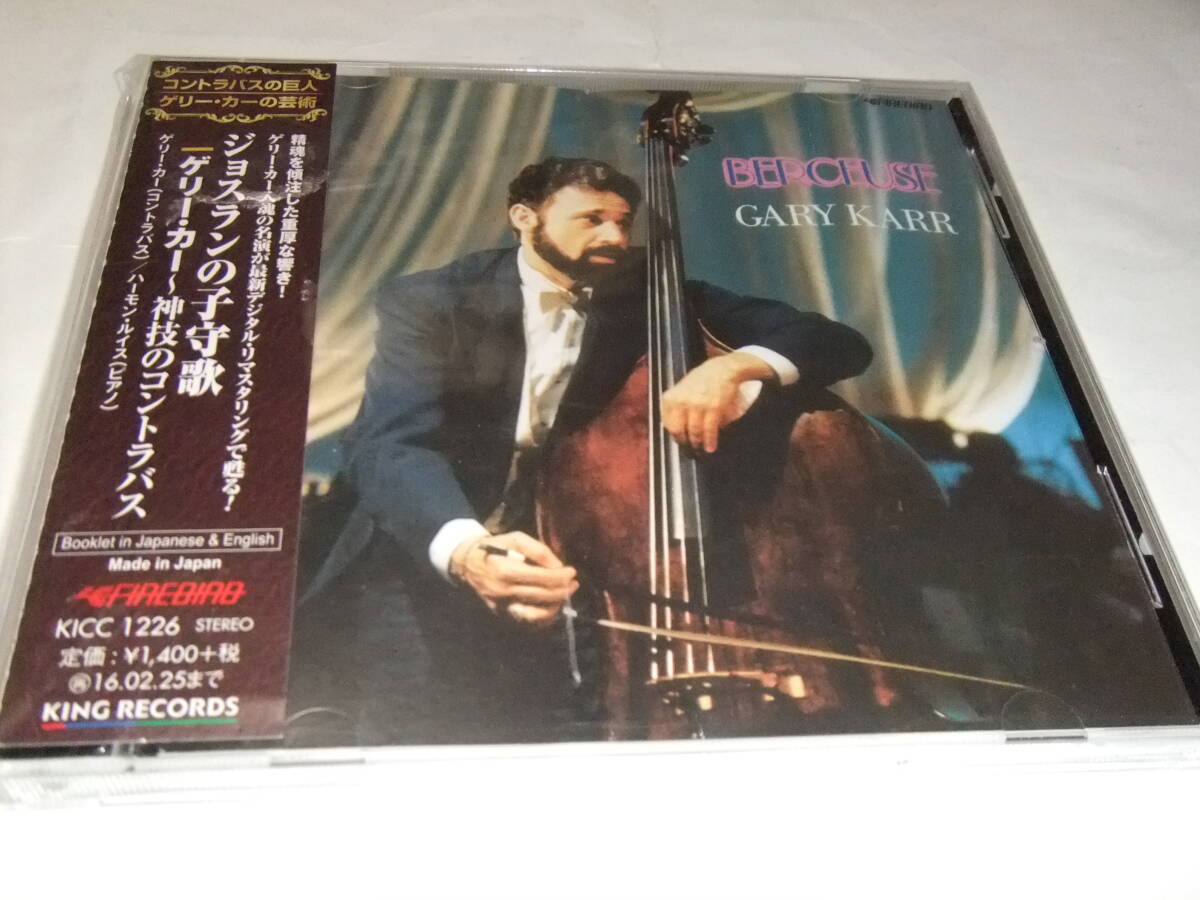 コントラバスの巨人
ゲリー・カーの芸術
精魂を傾注した重厚な響き!
ゲリー・カー入魂の名演が最新デジタル・リマスタリングで甦る!
ジョスランの子守歌
ーゲリー・カー〜神技のコントラバス
ゲリー・カー(コントラバス)/ハーモン・ルイス(ピアノ)
Booklet in Japanese & English
Made in Japan
FIREBIRD
KICC 1226 STEREO
定価:¥1,400+税
16.02.25まで
KING RECORDS
FIREBIRD
BERCEUSE
GARY KARR